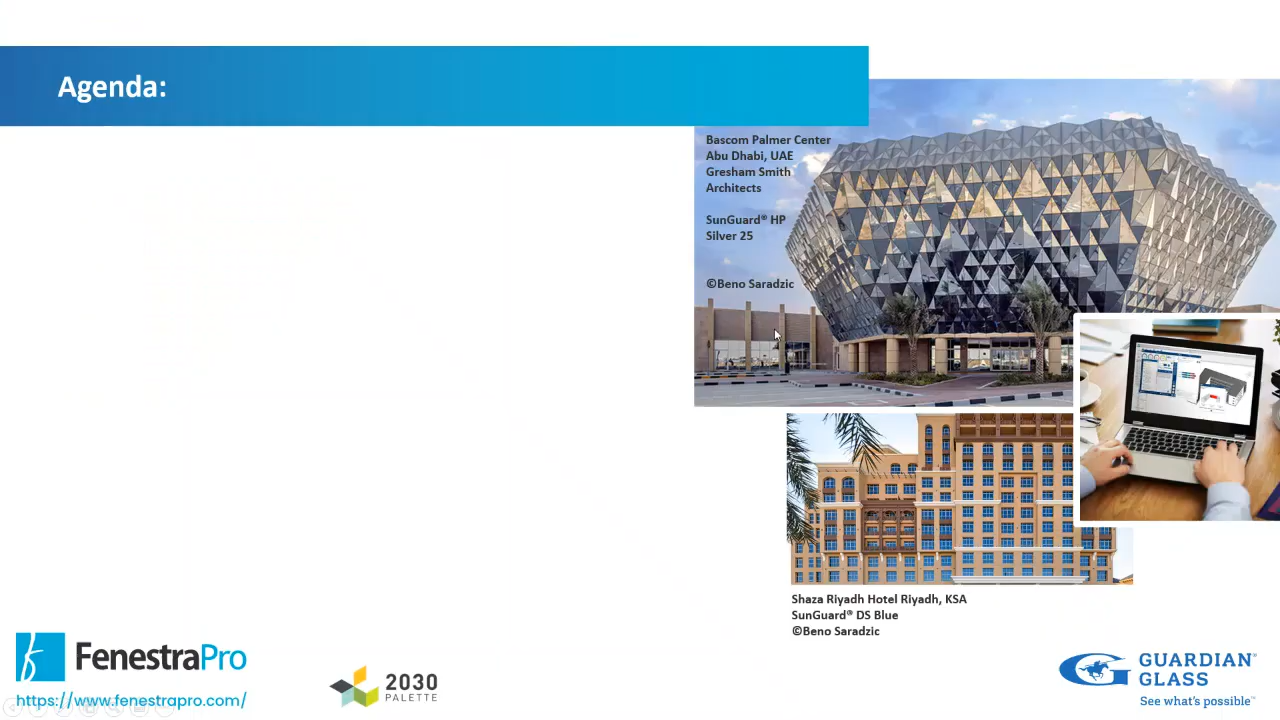 Agenda:
Bascom Palmer Center
Abu Dhabi, UAE
Gresham Smith
Architects
SunGuard® HP
Silver 25
©Beno Saradzic
Shaza Riyadh Hotel Riyadh, KSA
SunGuard® DS Blue
©Beno Saradzic
FenestraPro
https://www.fenestrapro.com/
2030
PALETTE
GUARDIAN®
GLASS
See what's possible™